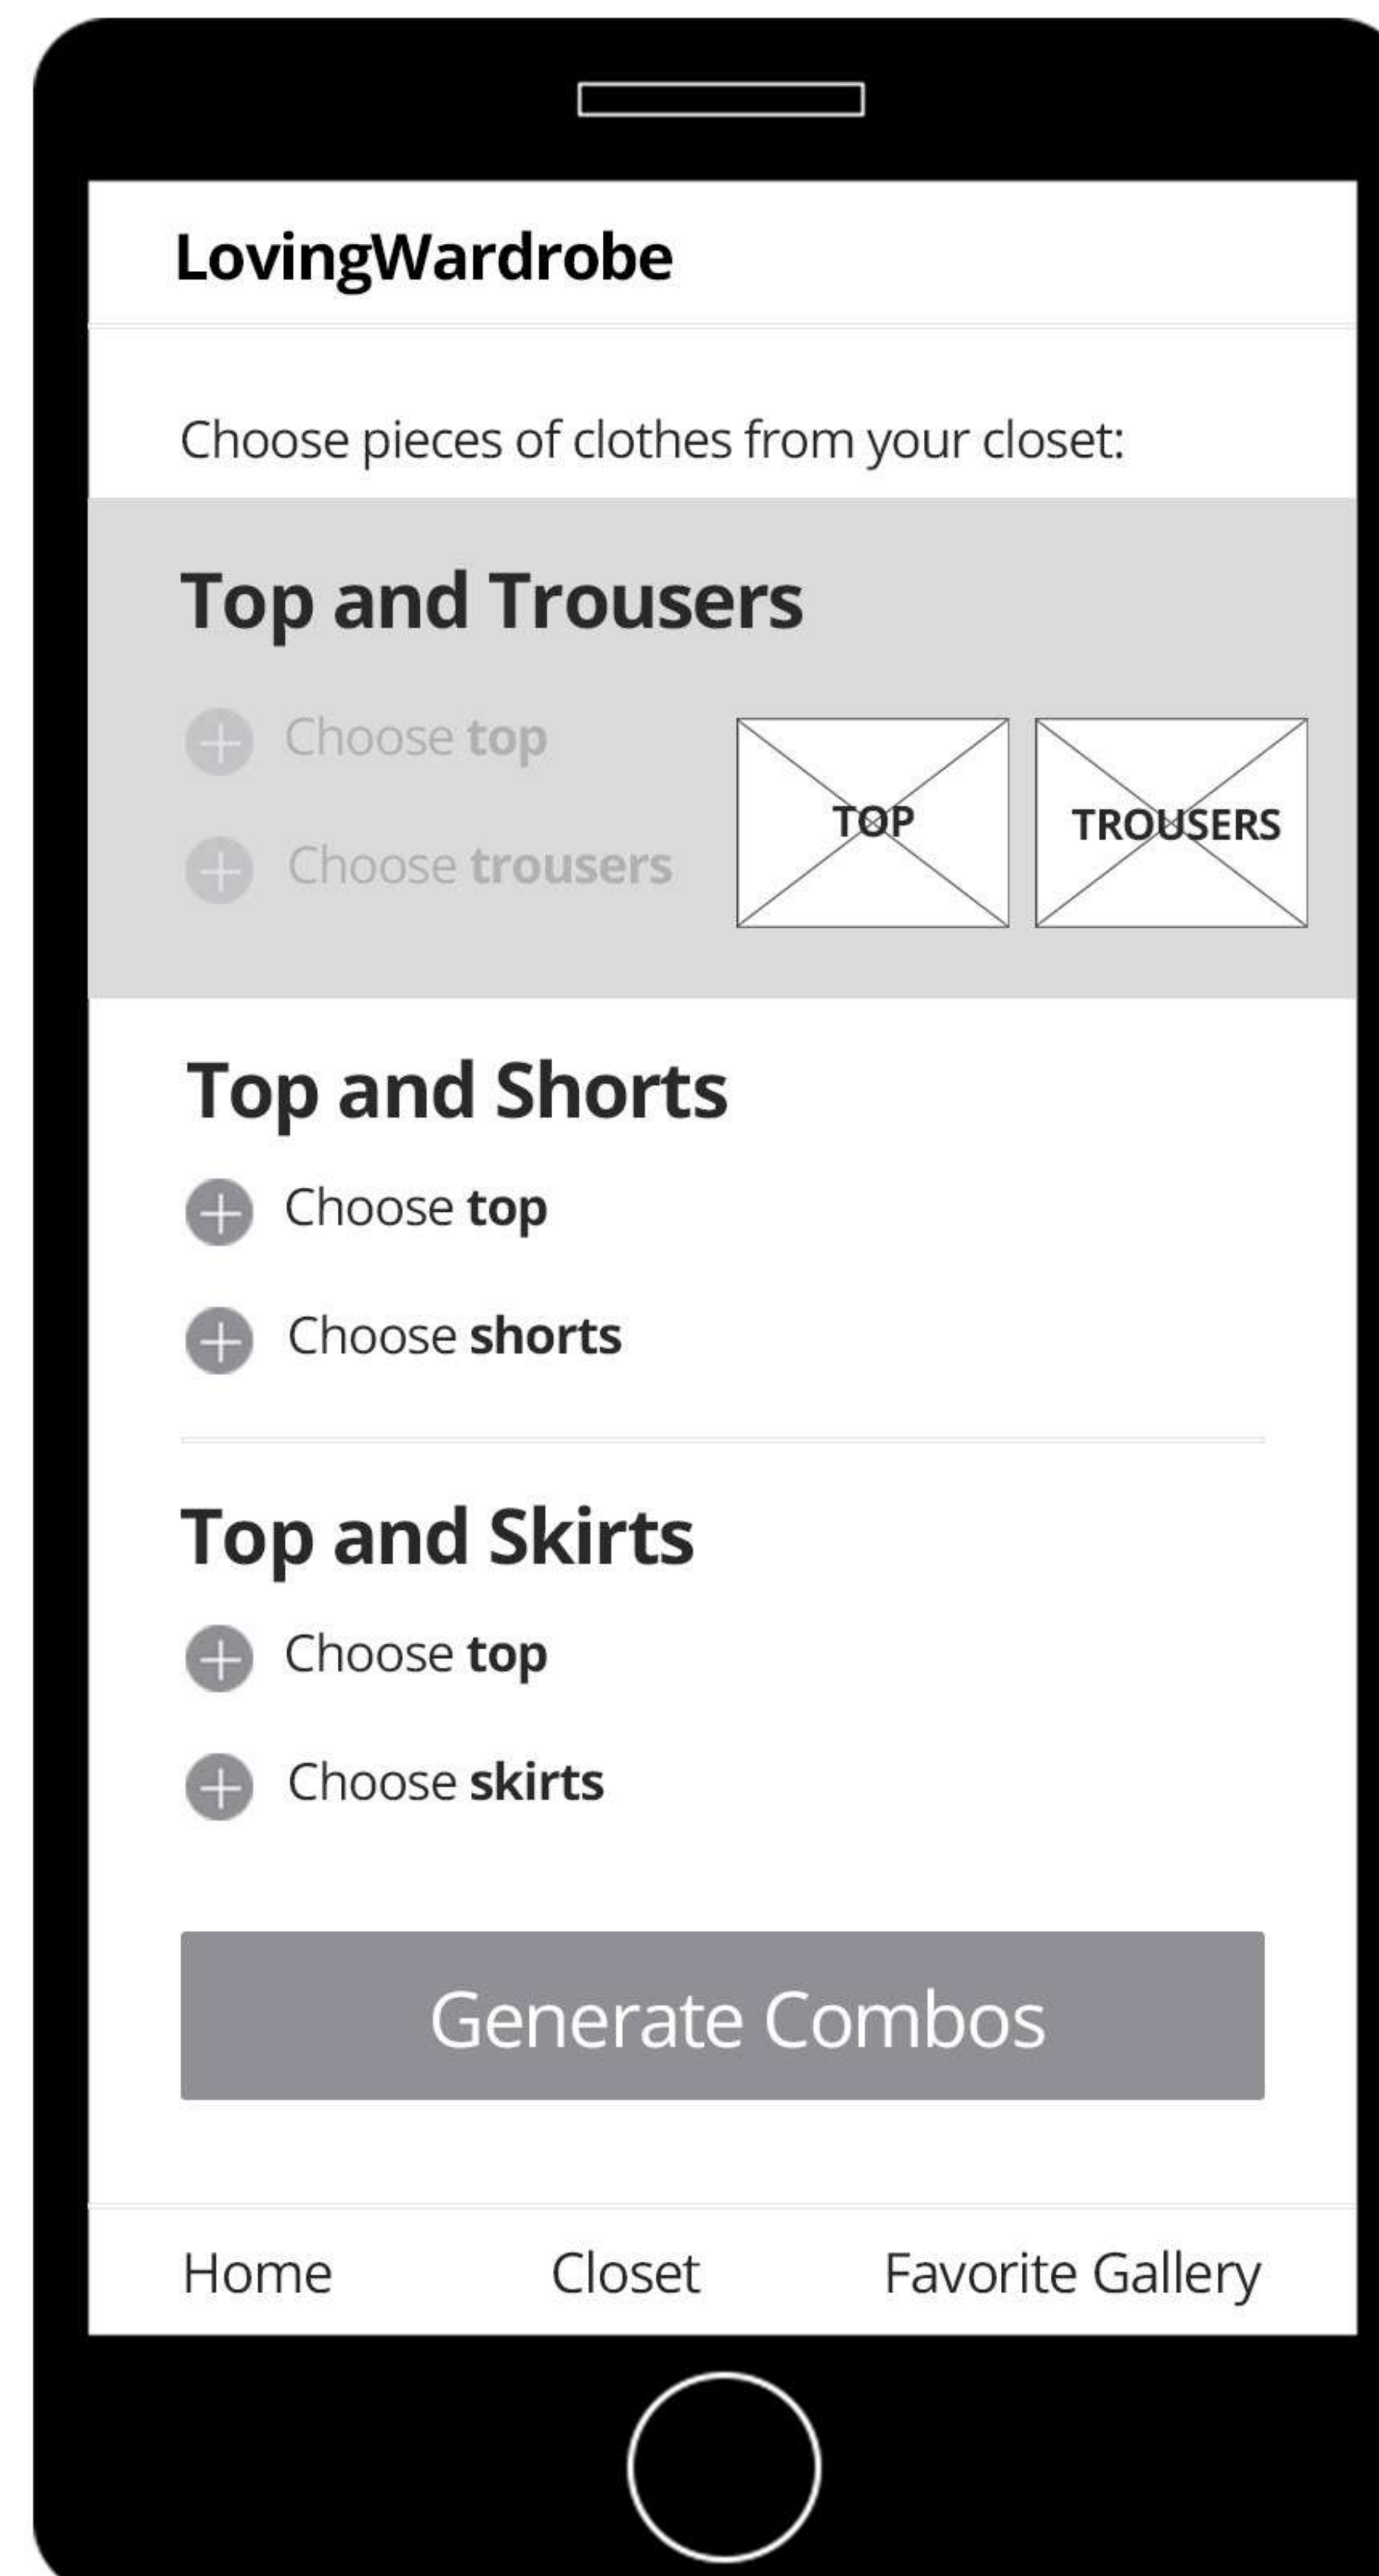 LovingWardrobe
Choose pieces of clothes from your closet:
Top and Trousers
Choose top
Choose trousers
TOP
TROUSERS
Top and Shorts
Choose top
Choose shorts
Top and Skirts
Choose top
Choose skirts
Generate Combos
Home Closet Favorite Gallery